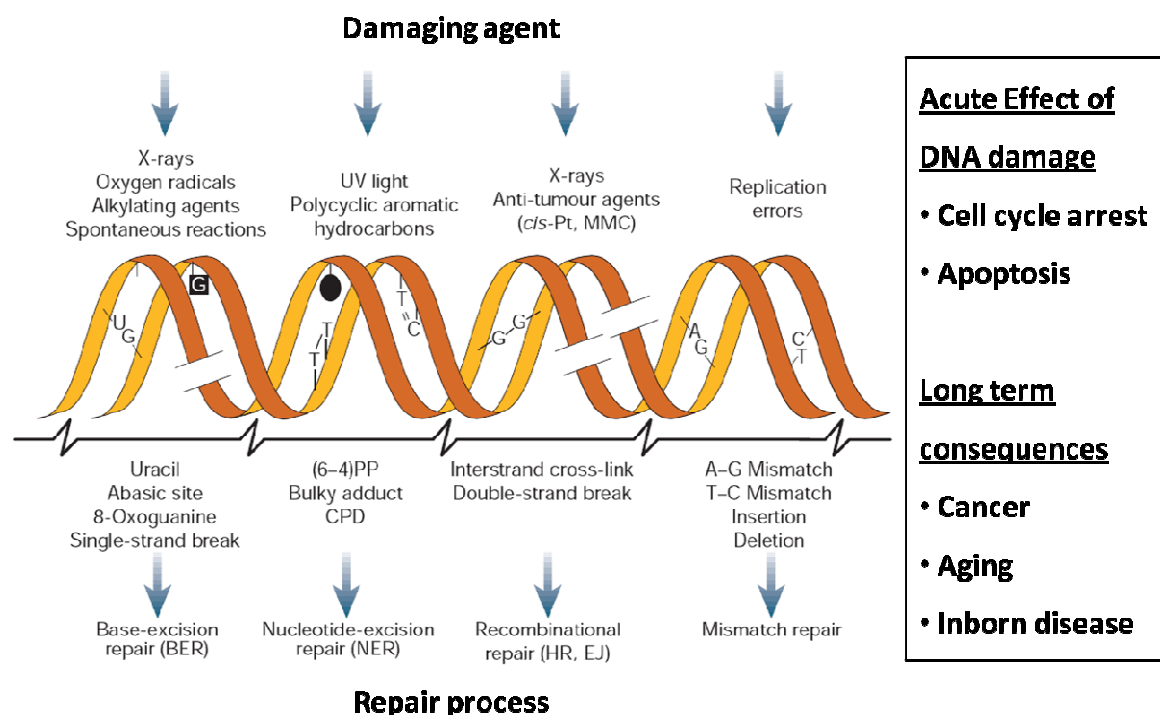 Damaging agent
X-rays
Oxygen radicals
Alkylating agents
Spontaneous reactions
UV light
Polycyclic aromatic
hydrocarbons
X-rays
Anti-tumour agents
(cis-Pt, MMC)
Replication
errors
U G
G
T T
T C
G G
A G
C T
Uracil
Abasic site
8-Oxoguanine
Single-strand break
(6–4)PP
Bulky adduct
CPD
Interstrand cross-link
Double-strand break
A–G Mismatch
T–C Mismatch
Insertion
Deletion
Base-excision
repair (BER)
Nucleotide-excision
repair (NER)
Recombinational
repair (HR, EJ)
Mismatch repair
Repair process
Acute Effect of
DNA damage
• Cell cycle arrest
• Apoptosis
Long term
consequences
• Cancer
• Aging
• Inborn disease